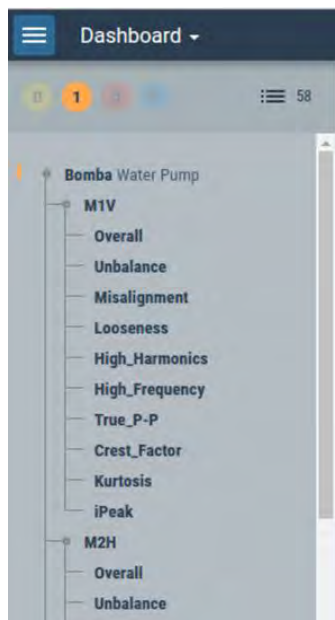 Dashboard
1
58
Bomba Water Pump
M1V
Overall
Unbalance
Misalignment
Looseness
High_Harmonics
High_Frequency
True_P-P
Crest_Factor
Kurtosis
iPeak
M2H
Overall
Unbalance